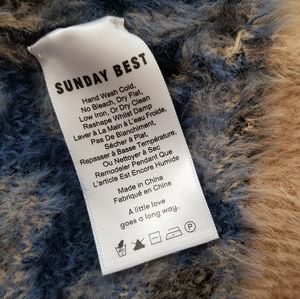 SUNDAY BEST
Hand Wash Cold,
No Bleach, Dry Flat,
Low Iron, Or Dry Clean
Reshape Whilst Damp
Laver À La Main À L'eau Froide,
Pas De Blanchiment,
Sécher À Plat,
Repasser à Basse Température,
Ou Nettoyer à Sec
Remodeler Pendant Que
L'article Est Encore Humide
Made in China
Fabriqué en Chine
A little love
goes a long way.
P